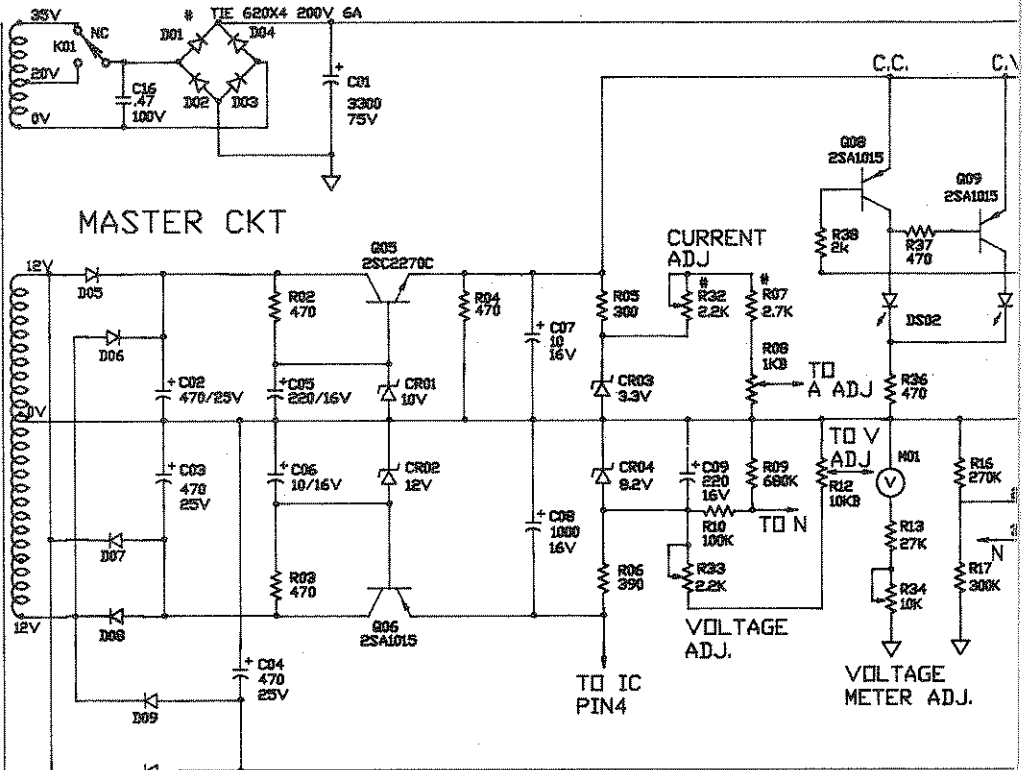 35V
# TIE 620X4 200V 6A
NC
K01
D01
D04
20V
C16
.47
100V
D02
D03
+ C01
3300
75V
0V
C.C.
Q08
2SA1015
Q09
2SA1015
R38
2k
R37
470
MASTER CKT
12V
D05
Q05
2SC2270C
R02
470
R04
470
+ C07
10
16V
R05
300
CURRENT
ADJ
#
R32
2.2K
#
R07
2.7K
DS02
D06
+ C02
470/25V
+ C05
220/16V
CR01
10V
CR03
3.3V
R08
1KB
TO
A ADJ
R36
470
+ C03
470
25V
+ C06
10/16V
CR02
12V
CR04
8.2V
+ C09
220
16V
R09
680K
TO V
ADJ
R12
10KB
M01
V
R16
270K
D07
+ C08
1000
16V
R10
100K
TO N
R13
27K
N
R03
470
R06
390
R33
2.2K
R34
10K
R17
300K
12V
D08
Q06
2SA1015
VOLTAGE
ADJ.
+ C04
470
25V
D09
TO IC
PIN4
VOLTAGE
METER ADJ.